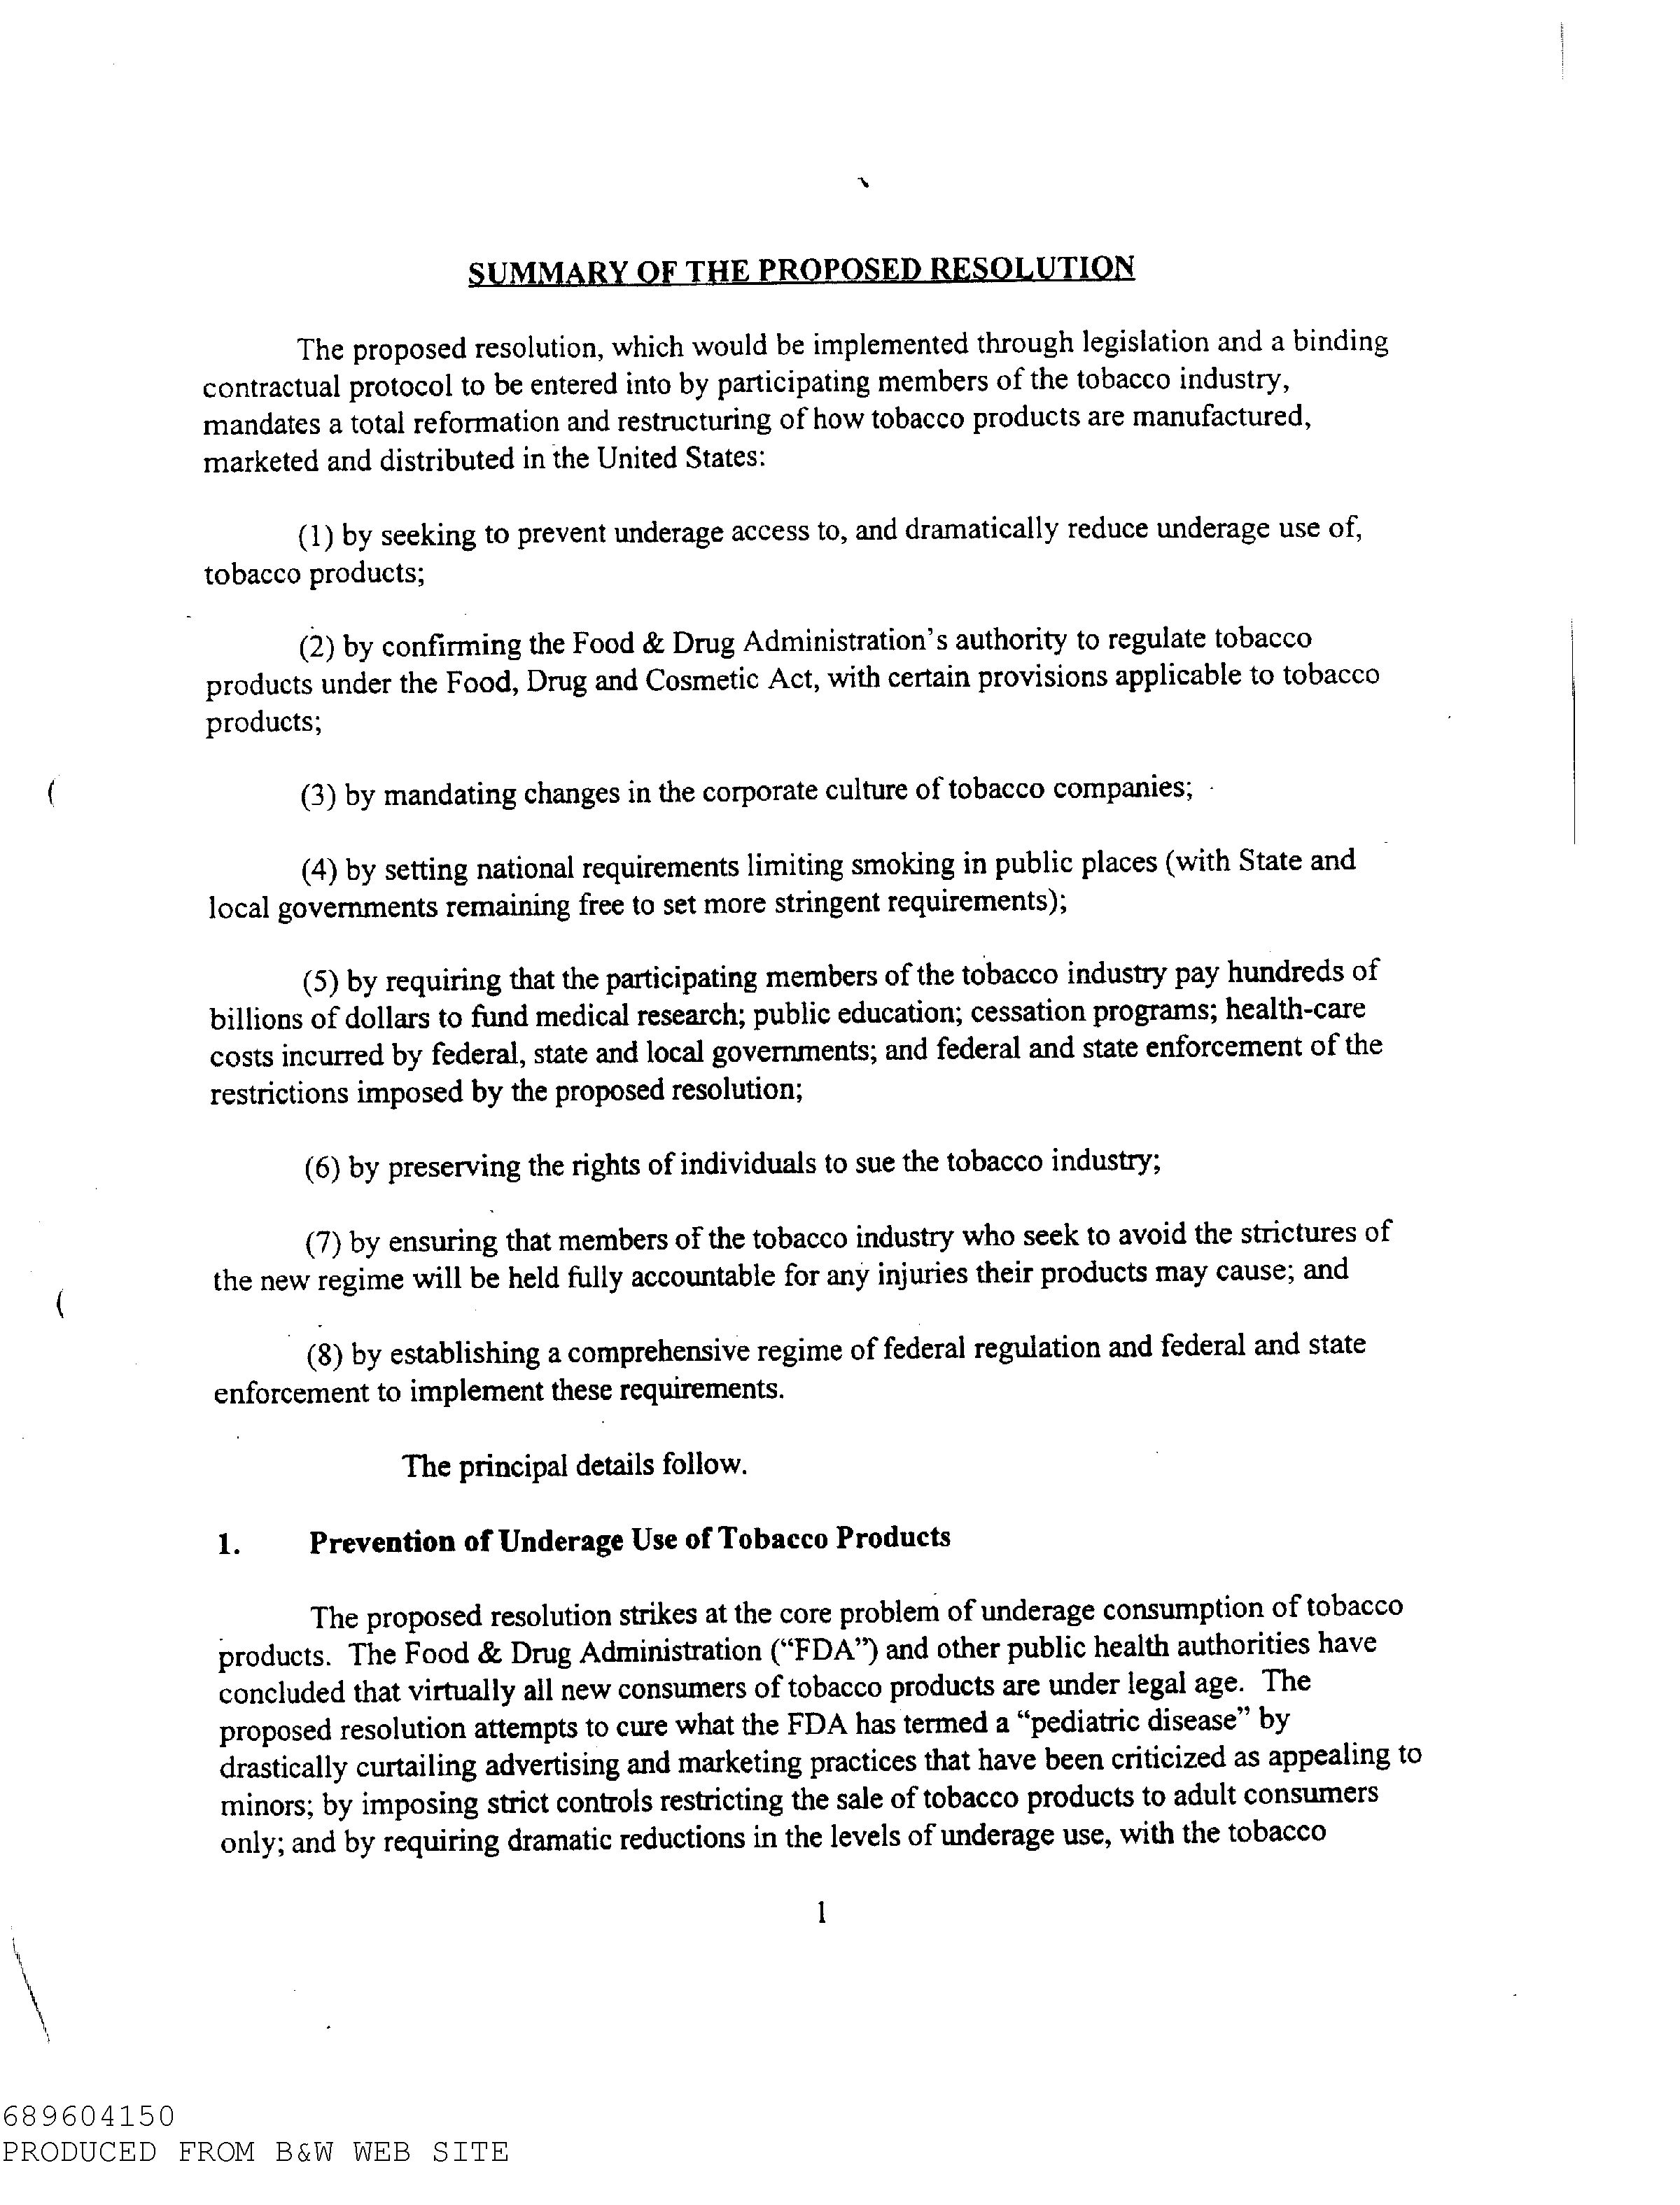 SUMMARY OF THE PROPOSED RESOLUTION
The proposed resolution, which would be implemented through legislation and a binding
contractual protocol to be entered into by participating members of the tobacco industry,
mandates a total reformation and restructuring of how tobacco products are manufactured,
marketed and distributed in the United States:
(1) by seeking to prevent underage access to, and dramatically reduce underage use of,
tobacco products;
(2) by confirming the Food & Drug Administration's authority to regulate tobacco
products under the Food, Drug and Cosmetic Act, with certain provisions applicable to tobacco
products;
(3) by mandating changes in the corporate culture of tobacco companies;
(4) by setting national requirements limiting smoking in public places (with State and
local governments remaining free to set more stringent requirements);
(5) by requiring that the participating members of the tobacco industry pay hundreds of
billions of dollars to fund medical research; public education; cessation programs; health-care
costs incurred by federal, state and local governments; and federal and state enforcement of the
restrictions imposed by the proposed resolution;
(6) by preserving the rights of individuals to sue the tobacco industry;
(7) by ensuring that members of the tobacco industry who seek to avoid the strictures of
the new regime will be held fully accountable for any injuries their products may cause; and
(8) by establishing a comprehensive regime of federal regulation and federal and state
enforcement to implement these requirements.
The principal details follow.
1. Prevention of Underage Use of Tobacco Products
The proposed resolution strikes at the core problem of underage consumption of tobacco
products. The Food & Drug Administration ("FDA") and other public health authorities have
concluded that virtually all new consumers of tobacco products are under legal age. The
proposed resolution attempts to cure what the FDA has termed a "pediatric disease" by
drastically curtailing advertising and marketing practices that have been criticized as appealing to
minors; by imposing strict controls restricting the sale of tobacco products to adult consumers
only; and by requiring dramatic reductions in the levels of underage use, with the tobacco
1
689604150
PRODUCED FROM B&W WEB SITE